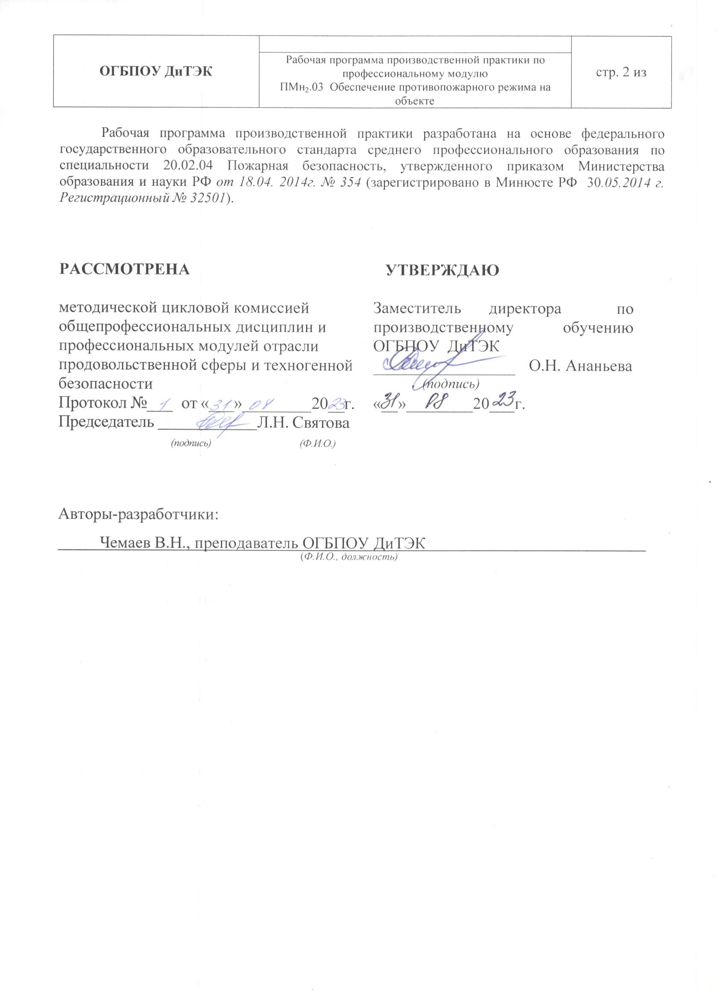 ОГБПОУ ДиТЭК
Рабочая программа производственной практики по
профессиональному модулю
ПМн₂.03 Обеспечение противопожарного режима на
объекте
стр. 2 из
Рабочая программа производственной практики разработана на основе федерального
государственного образовательного стандарта среднего профессионального образования по
специальности 20.02.04 Пожарная безопасность, утвержденного приказом Министерства
образования и науки РФ от 18.04. 2014г. № 354 (зарегистрировано в Минюсте РФ 30.05.2014 г.
Регистрационный № 32501).
РАССМОТРЕНА
методической цикловой комиссией
общепрофессиональных дисциплин и
профессиональных модулей отрасли
продовольственной сферы и техногенной
безопасности
Протокол № 1 от «31» 08 2023г.
Председатель Л.Н. Святова
(подпись) (Ф.И.О.)
УТВЕРЖДАЮ
Заместитель директора по
производственному обучению
ОГБПОУ ДиТЭК
О.Н. Ананьева
(подпись)
«31» 08 2023г.
Авторы-разработчики:
Чемаев В.Н., преподаватель ОГБПОУ ДиТЭК
(Ф.И.О., должность)